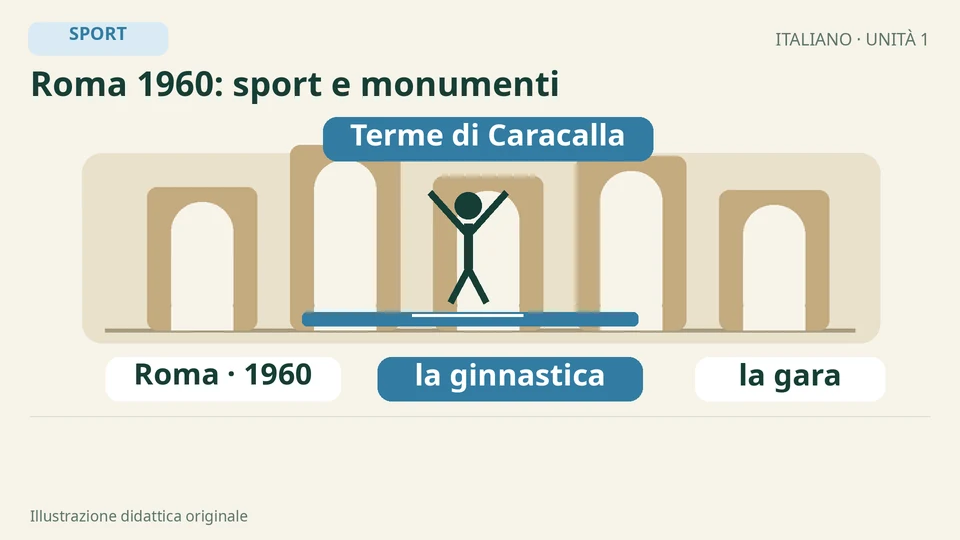 SPORT
ITALIANO · UNITÀ 1
Roma 1960: sport e monumenti
Terme di Caracalla
Roma · 1960
la ginnastica
la gara
Illustrazione didattica originale